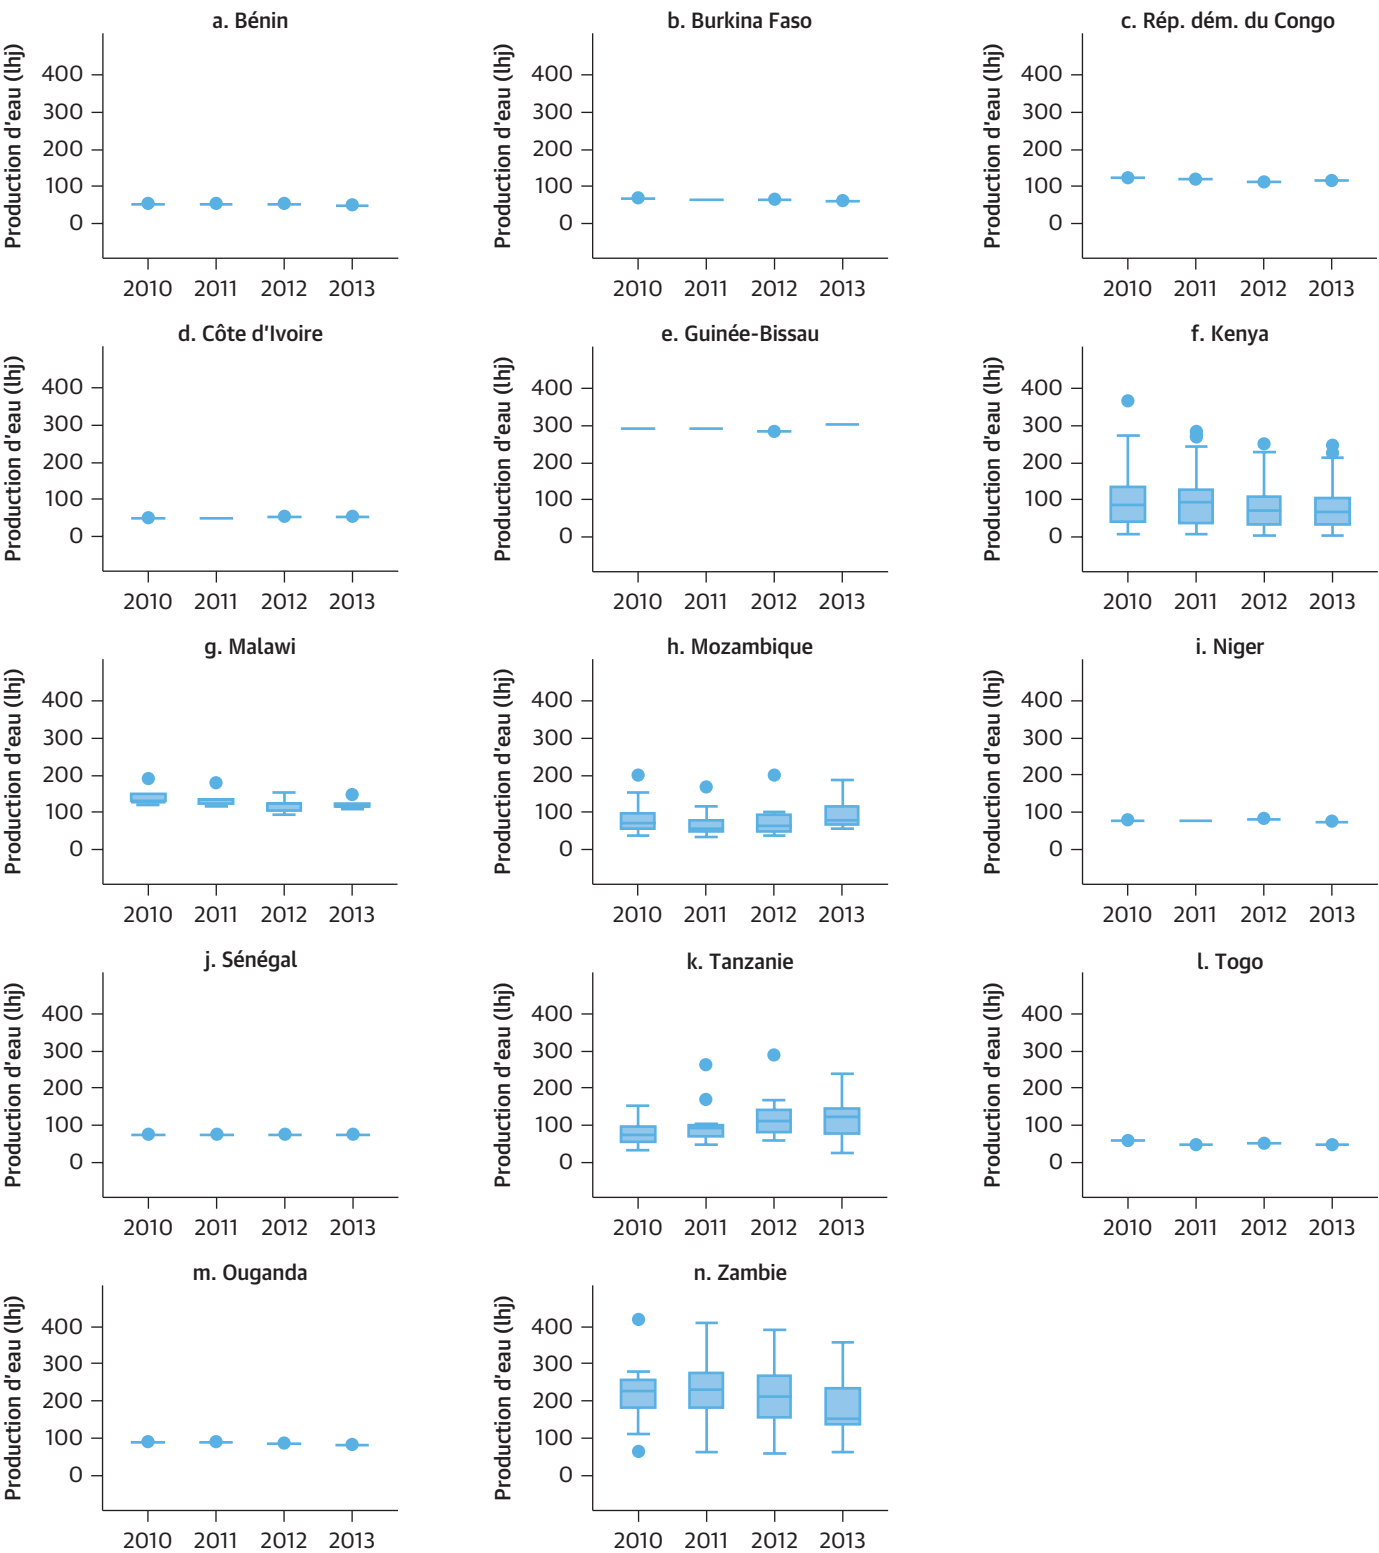 a. Bénin
Production d'eau (lhj)
400
300
200
100
0
2010 2011 2012 2013
b. Burkina Faso
Production d'eau (lhj)
400
300
200
100
0
2010 2011 2012 2013
c. Rép. dém. du Congo
Production d'eau (lhj)
400
300
200
100
0
2010 2011 2012 2013
d. Côte d'Ivoire
Production d'eau (lhj)
400
300
200
100
0
2010 2011 2012 2013
e. Guinée-Bissau
Production d'eau (lhj)
400
300
200
100
0
2010 2011 2012 2013
f. Kenya
Production d'eau (lhj)
400
300
200
100
0
2010 2011 2012 2013
g. Malawi
Production d'eau (lhj)
400
300
200
100
0
2010 2011 2012 2013
h. Mozambique
Production d'eau (lhj)
400
300
200
100
0
2010 2011 2012 2013
i. Niger
Production d'eau (lhj)
400
300
200
100
0
2010 2011 2012 2013
j. Sénégal
Production d'eau (lhj)
400
300
200
100
0
2010 2011 2012 2013
k. Tanzanie
Production d'eau (lhj)
400
300
200
100
0
2010 2011 2012 2013
l. Togo
Production d'eau (lhj)
400
300
200
100
0
2010 2011 2012 2013
m. Ouganda
Production d'eau (lhj)
400
300
200
100
0
2010 2011 2012 2013
n. Zambie
Production d'eau (lhj)
400
300
200
100
0
2010 2011 2012 2013